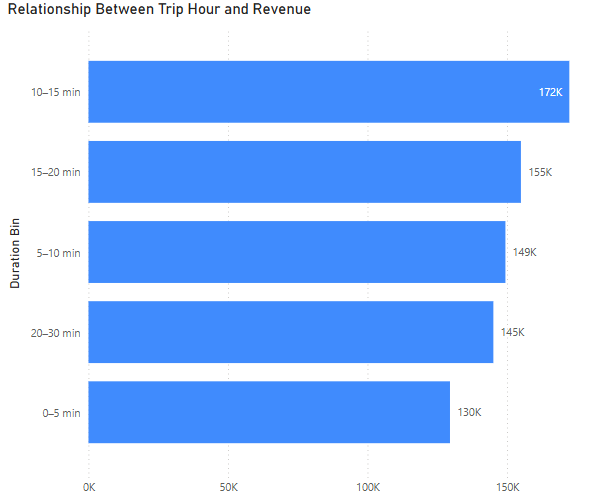 Relationship Between Trip Hour and Revenue
Duration Bin
10–15 min 172K
15–20 min 155K
5–10 min 149K
20–30 min 145K
0–5 min 130K
0K 50K 100K 150K